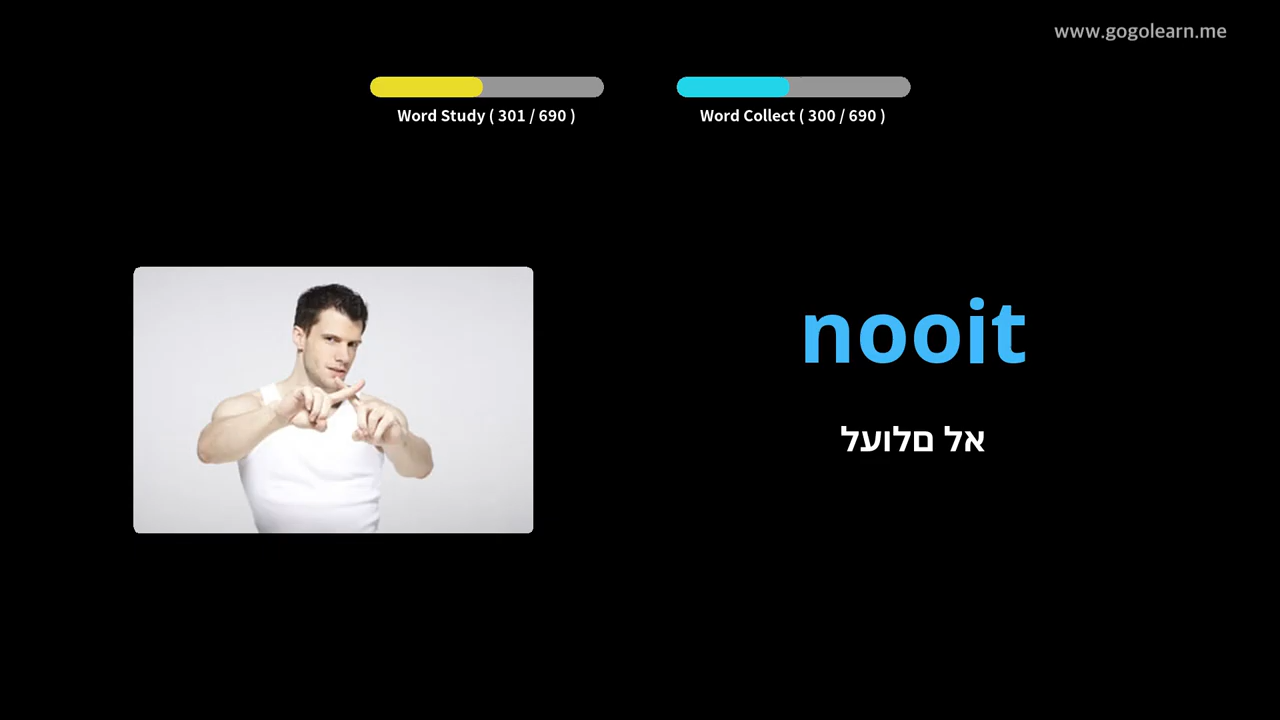 www.gogolearn.me
Word Study ( 301 / 690 )
Word Collect ( 300 / 690 )
nooit
אל םלועל